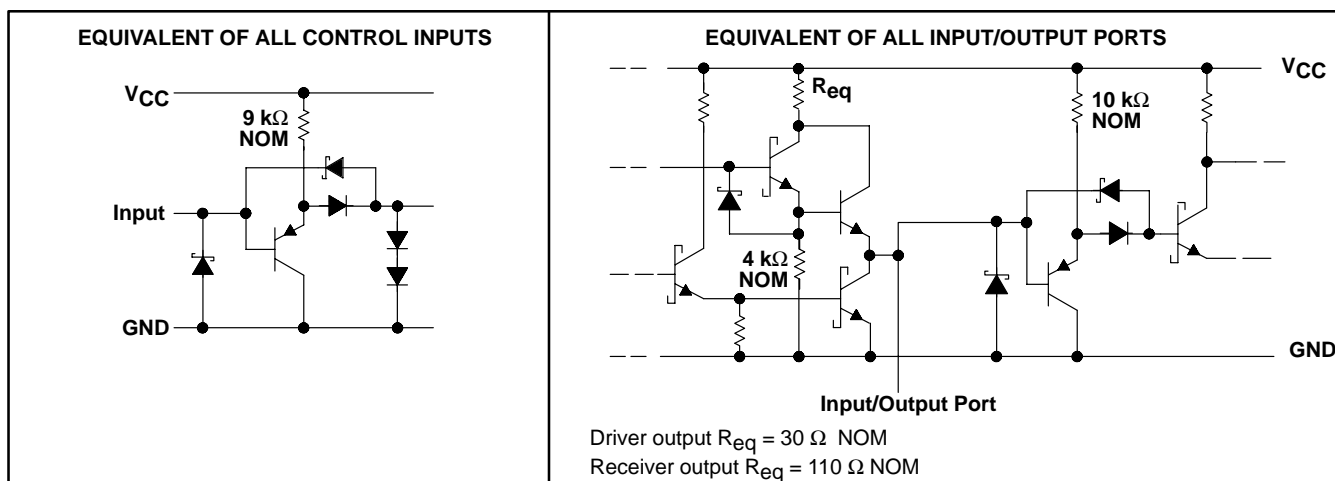 EQUIVALENT OF ALL CONTROL INPUTS
VCC
9 kΩ
NOM
Input
GND
EQUIVALENT OF ALL INPUT/OUTPUT PORTS
VCC
Req
10 kΩ
NOM
4 kΩ
NOM
GND
Input/Output Port
Driver output Req = 30 Ω NOM
Receiver output Req = 110 Ω NOM